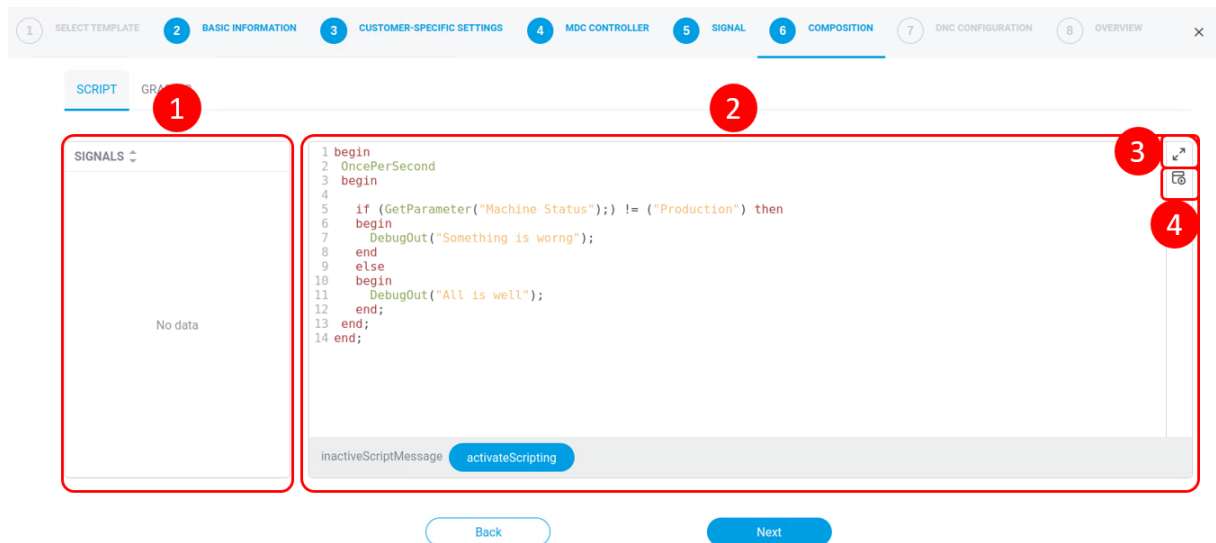 1 SELECT TEMPLATE 2 BASIC INFORMATION 3 CUSTOMER-SPECIFIC SETTINGS 4 MDC CONTROLLER 5 SIGNAL 6 COMPOSITION 7 DNC CONFIGURATION 8 OVERVIEW ×
SCRIPT
1 2
SIGNALS
3
4
1 begin
2 OncePerSecond
3 begin
4
5 if (GetParameter("Machine Status");) != ("Production") then
6 begin
7 DebugOut("Something is worng");
8 end
9 else
10 begin
11 DebugOut("All is well");
12 end;
13 end;
14 end;
No data
inactiveScriptMessage activateScripting
Back Next